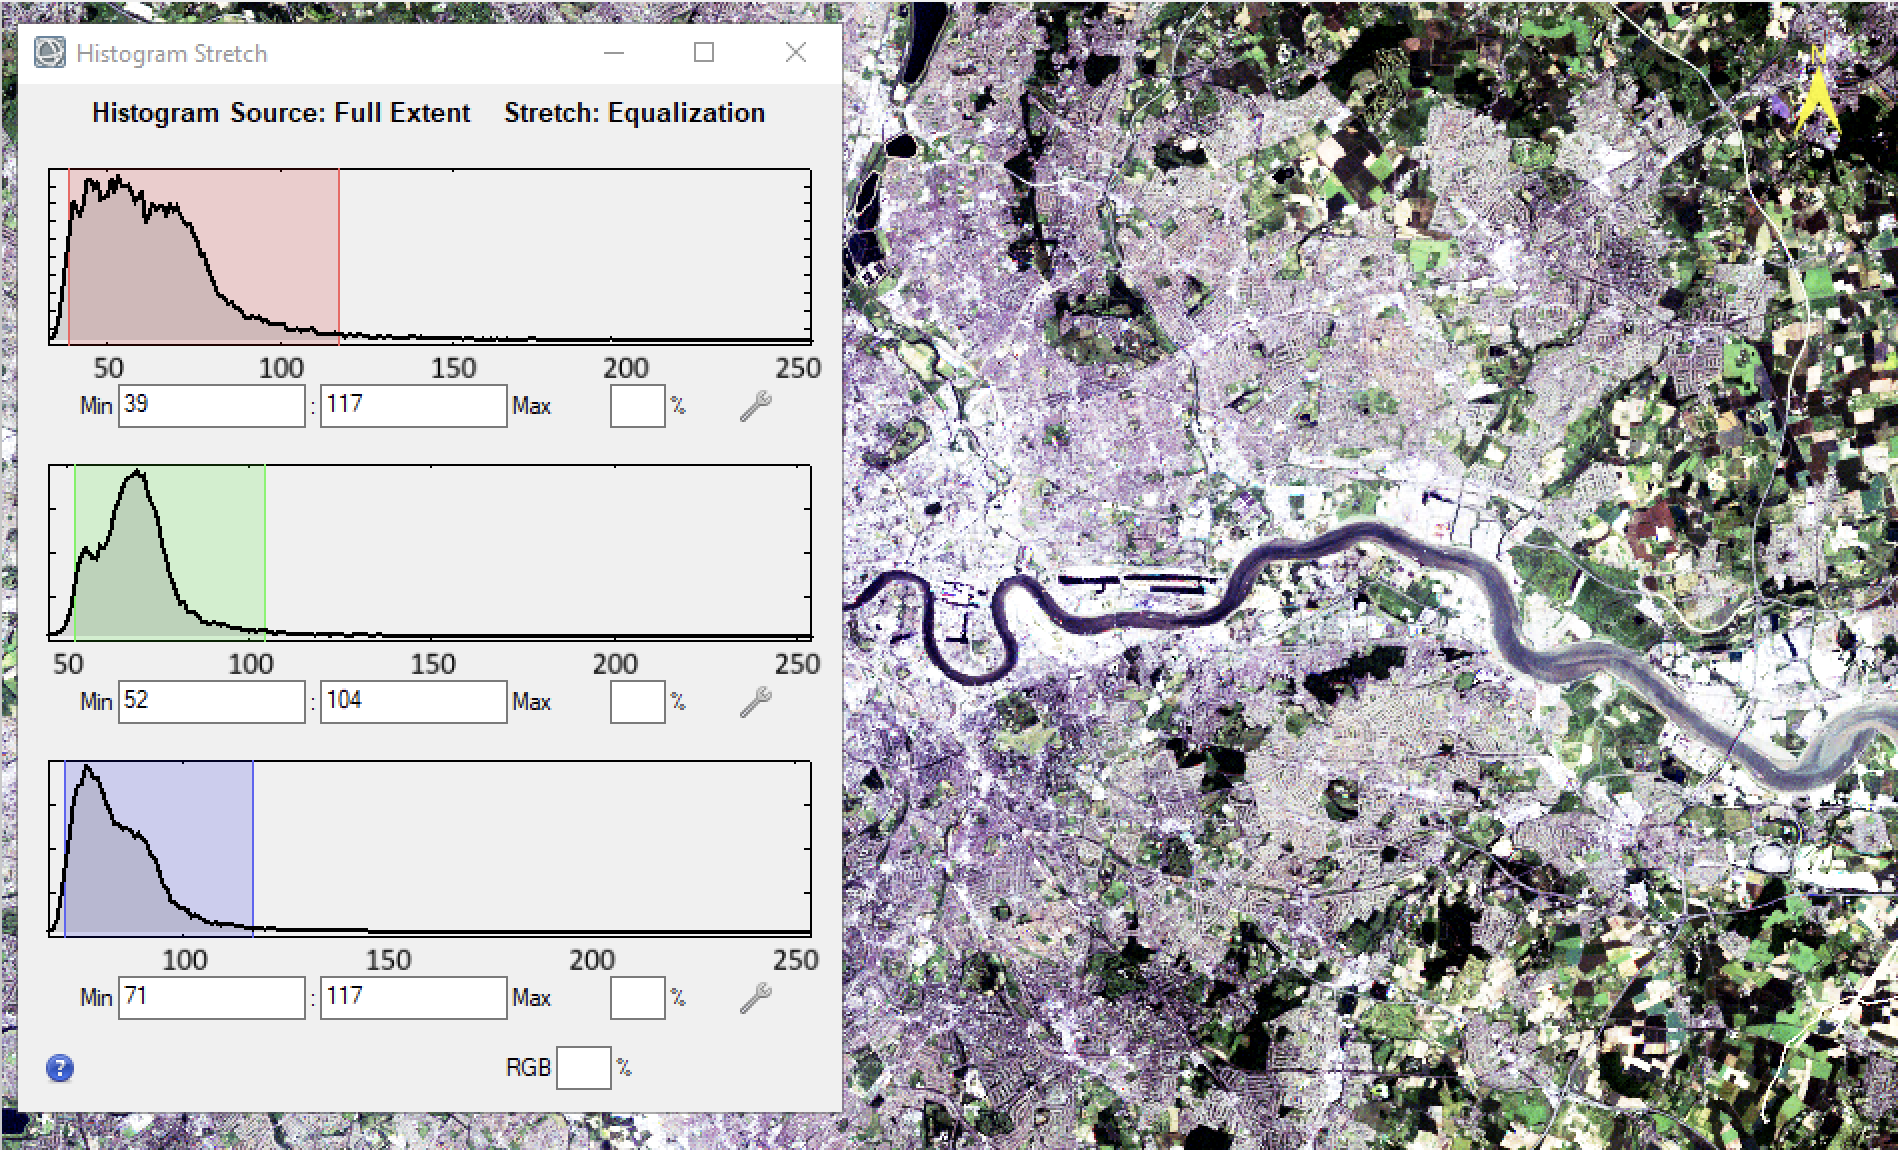 Histogram Stretch
Histogram Source: Full Extent Stretch: Equalization
50 100 150 200 250
Min 39 : 117 Max %
50 100 150 200 250
Min 52 : 104 Max %
100 150 200 250
Min 71 : 117 Max %
? RGB %
N